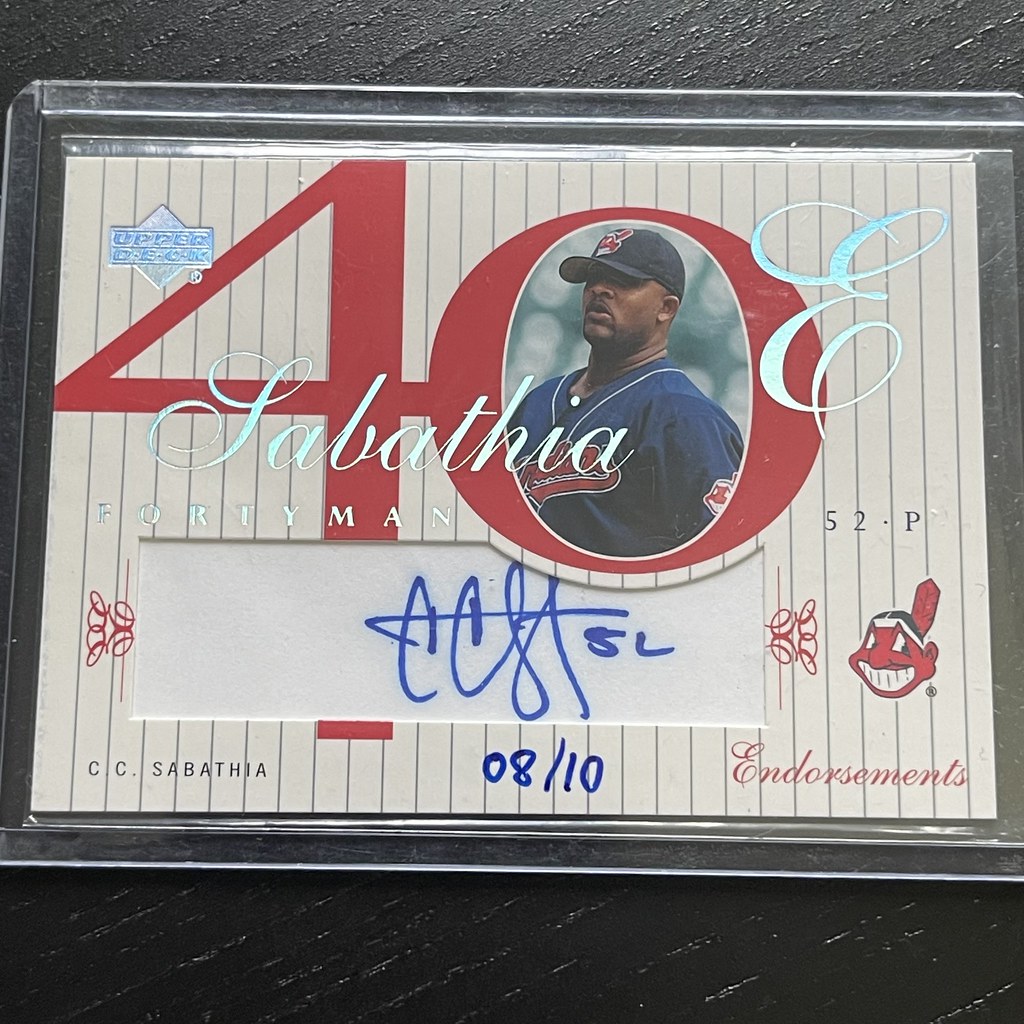 UPPER
DECK ®
40
E
Sabathia
E
FORTYMAN
52·P
CC S 52
®
C.C. SABATHIA
08/10
Endorsements